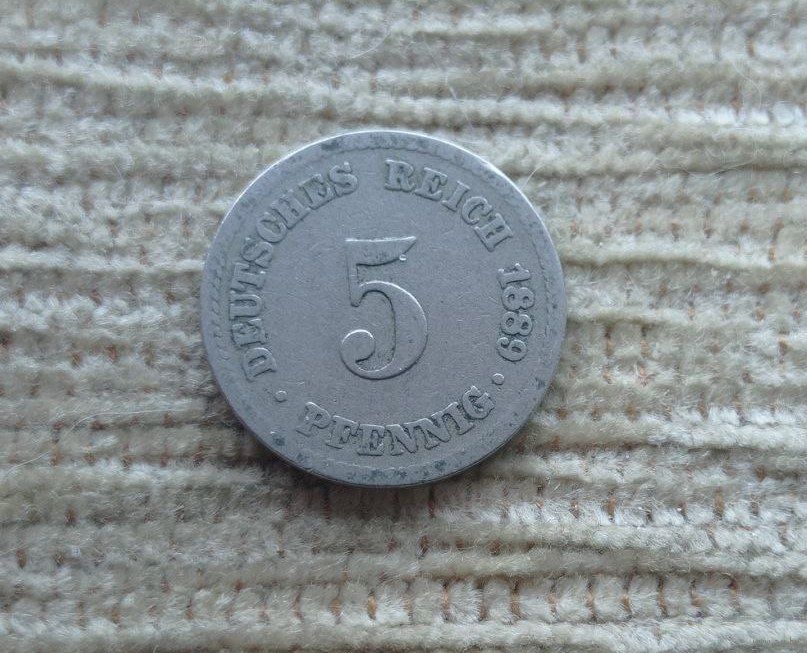 DEUTSCHES REICH 1889
5
· PFENNIG ·